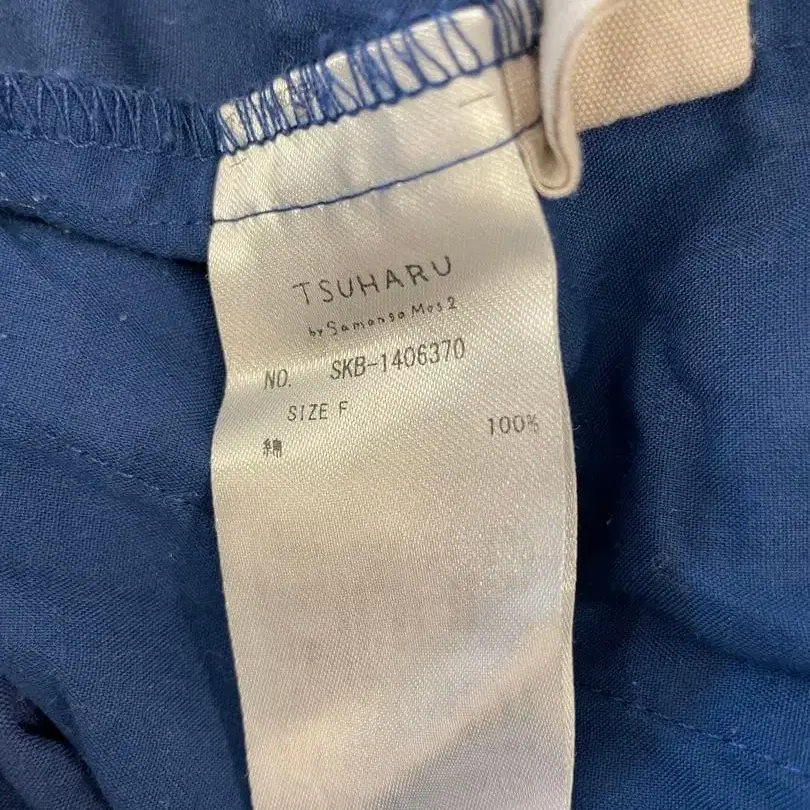 TSUHARU
by Samansa Mos2
NO. SKB-1406370
SIZE F
綿 100%